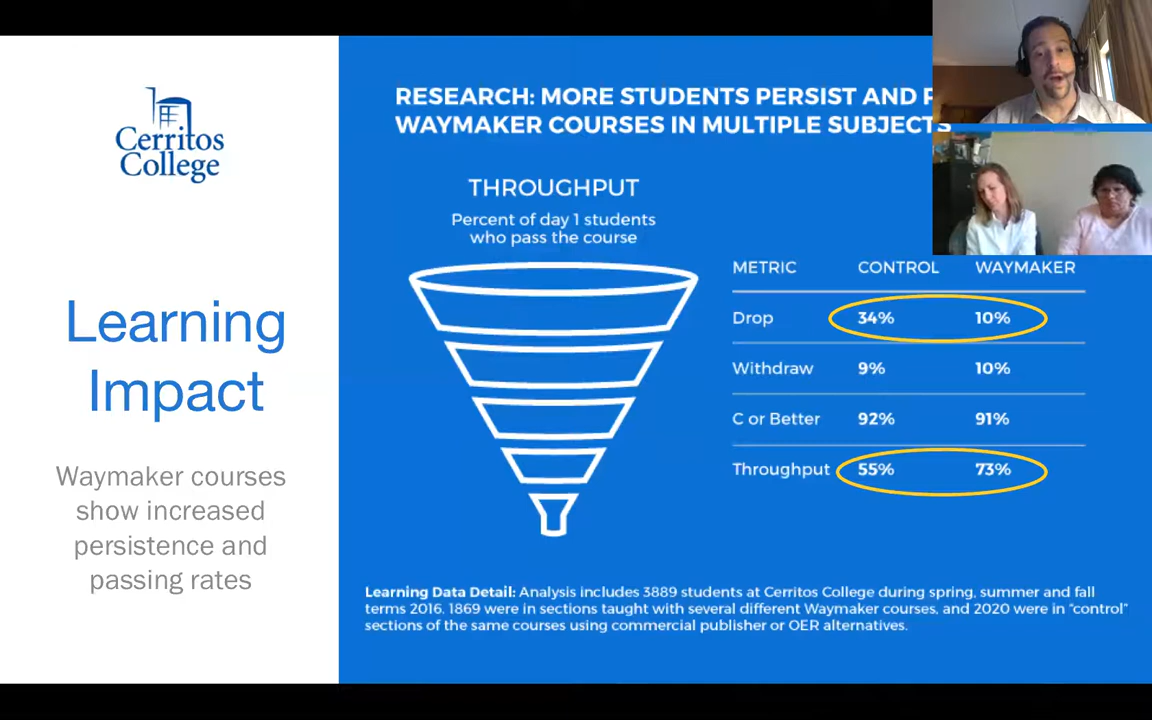 Cerritos
College
Learning
Impact
Waymaker courses
show increased
persistence and
passing rates
RESEARCH: MORE STUDENTS PERSIST AND
WAYMAKER COURSES IN MULTIPLE SUBJECTS
THROUGHPUT
Percent of day 1 students
who pass the course
METRIC CONTROL WAYMAKER
Drop 34% 10%
Withdraw 9% 10%
C or Better 92% 91%
Throughput 55% 73%
Learning Data Detail: Analysis includes 3889 students at Cerritos College during spring, summer and fall
terms 2016. 1869 were in sections taught with several different Waymaker courses, and 2020 were in “control”
sections of the same courses using commercial publisher or OER alternatives.